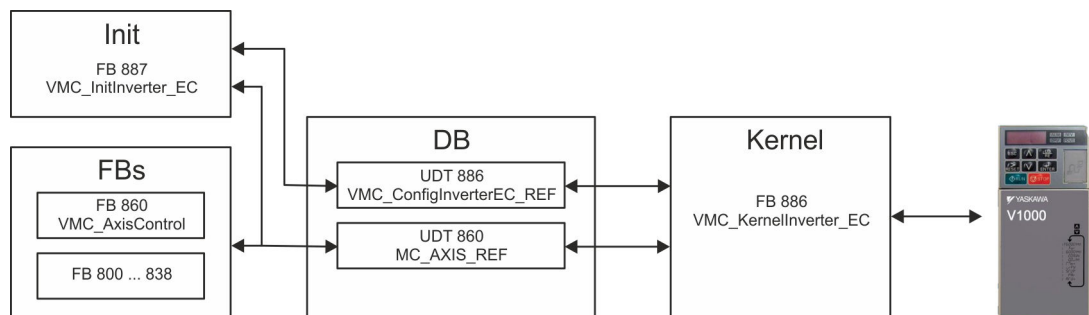 Init
FB 887
VMC_InitInverter_EC
FBs
FB 860
VMC_AxisControl
FB 800 ... 838
DB
UDT 886
VMC_ConfigInverterEC_REF
UDT 860
MC_AXIS_REF
Kernel
FB 886
VMC_KernelInverter_EC
YASKAWA
V1000